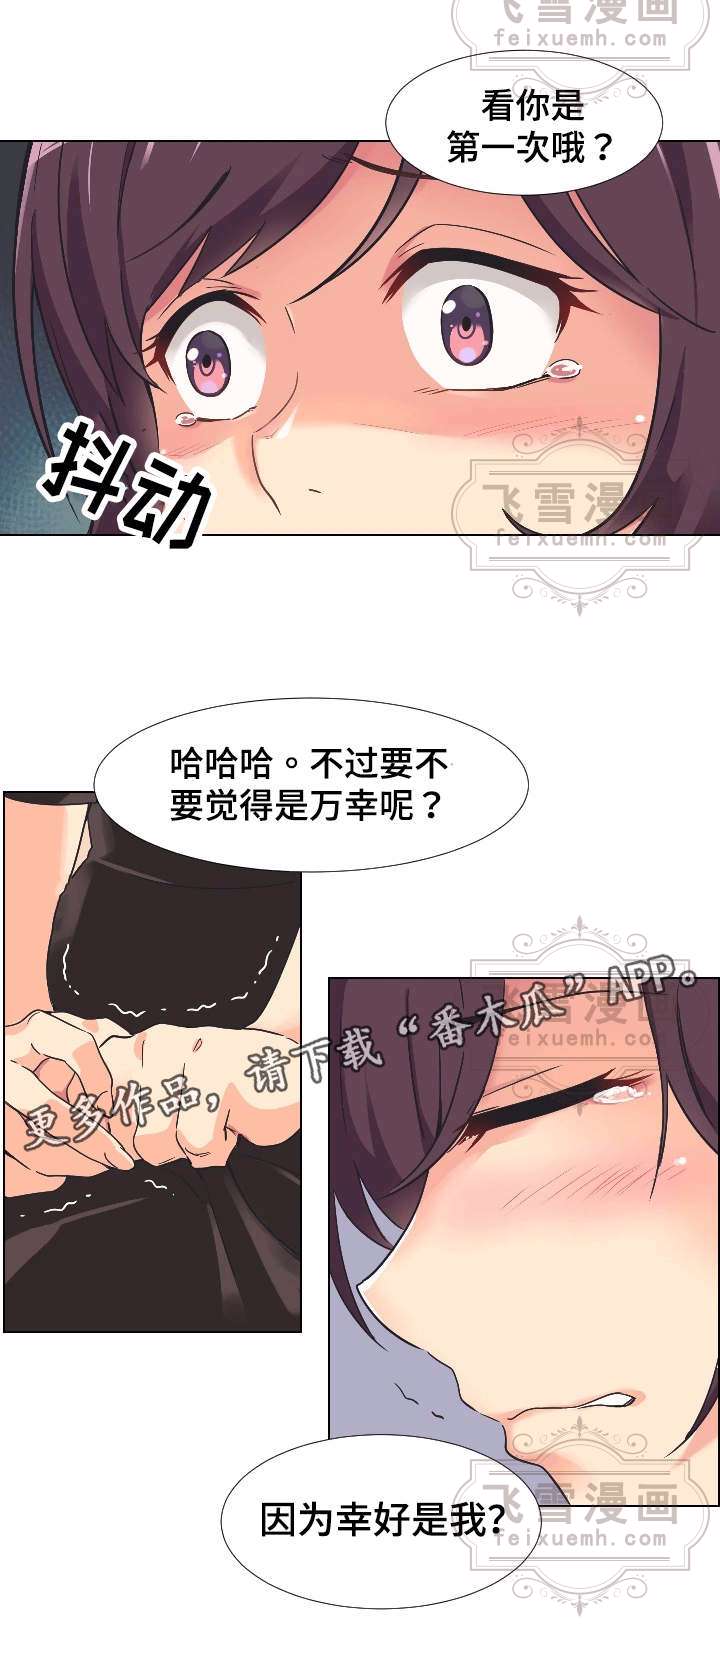 飞雪漫画
feixuemh.com
看你是
第一次哦？
抖动
飞雪漫画
feixuemh.com
哈哈哈。不过要不
要觉得是万幸呢？
飞雪漫画
feixuemh.com
更多作品，请下载“番木瓜”APP。
飞雪漫画
feixuemh.com
因为幸好是我？